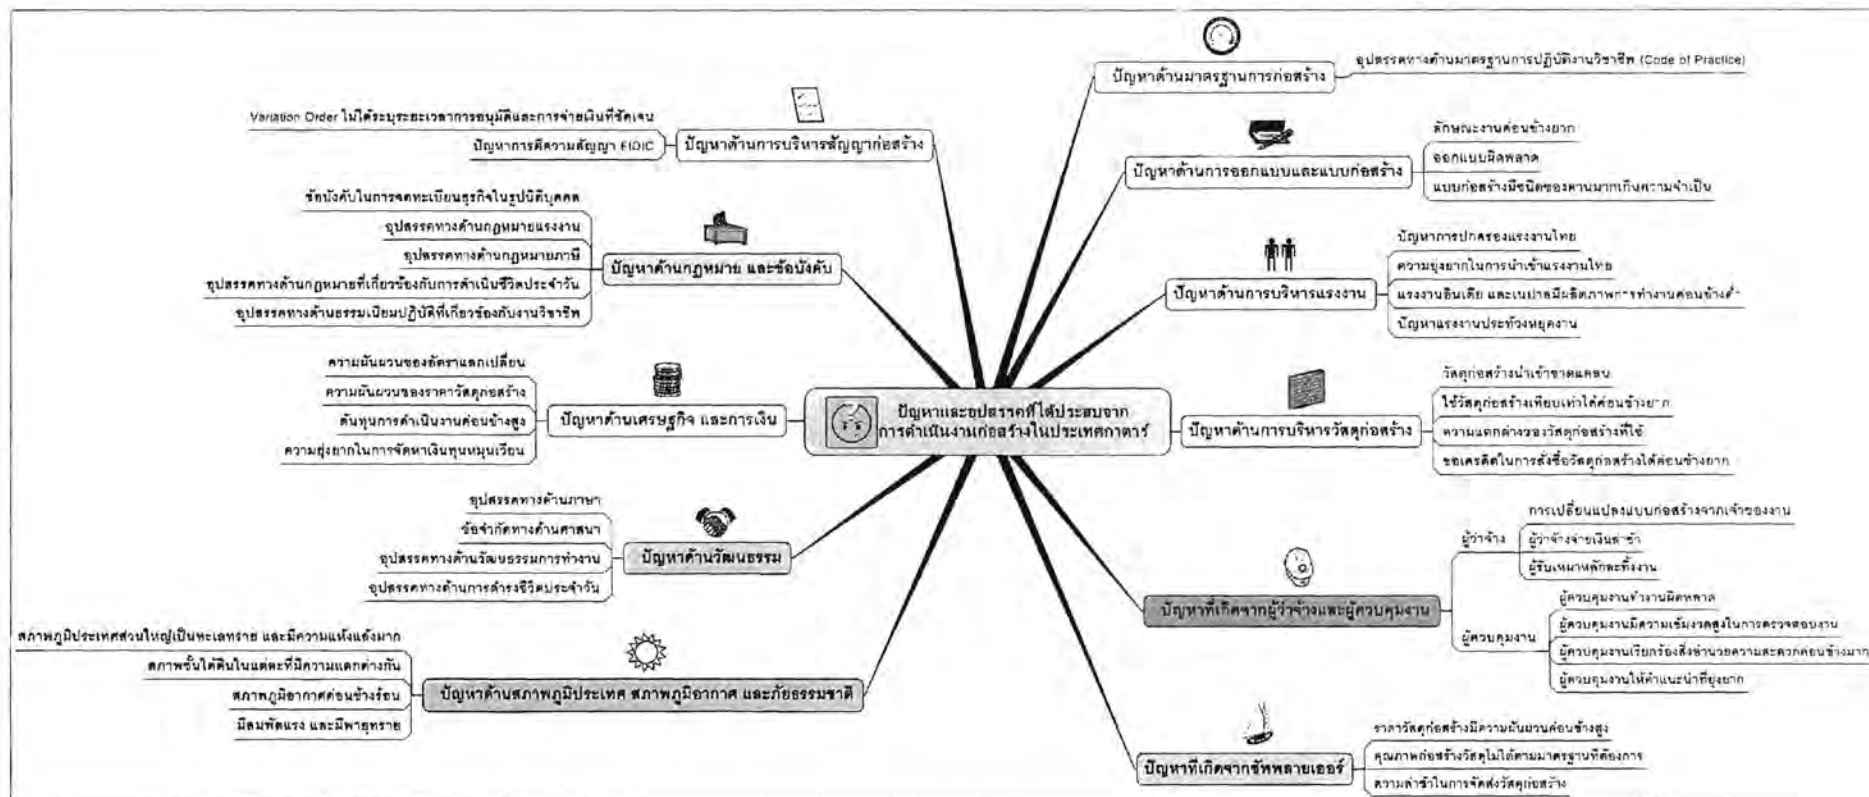 ปัญหาและอุปสรรคที่ได้ประสบจาก
การดำเนินงานก่อสร้างในประเทศกาตาร์
ปัญหาด้านมาตรฐานการก่อสร้าง
อุปสรรคทางด้านมาตรฐานการปฏิบัติงานวิชาชีพ (Code of Practice)
ปัญหาด้านการออกแบบและแบบก่อสร้าง
ลักษณะงานค่อนข้างยาก
ออกแบบผิดพลาด
แบบก่อสร้างมีชนิดของคานมากเกินความจำเป็น
ปัญหาด้านการบริหารแรงงาน
ปัญหาการปกครองแรงงานไทย
ความยุ่งยากในการนำเข้าแรงงานไทย
แรงงานอินเดีย และเนปาลมีผลิตภาพการทำงานค่อนข้างต่ำ
ปัญหาแรงงานประท้วงหยุดงาน
ปัญหาด้านการบริหารวัสดุก่อสร้าง
วัสดุก่อสร้างนำเข้าขาดแคลน
ใช้วัสดุก่อสร้างเทียบเท่าได้ค่อนข้างยาก
ความแตกต่างของวัสดุก่อสร้างที่ใช้
ขอเครดิตในการสั่งซื้อวัสดุก่อสร้างได้ค่อนข้างยาก
ปัญหาที่เกิดจากผู้ว่าจ้างและผู้ควบคุมงาน
ผู้ว่าจ้าง
การเปลี่ยนแปลงแบบก่อสร้างจากเจ้าของงาน
ผู้ว่าจ้างจ่ายเงินล่าช้า
ผู้รับเหมาหลักละทิ้งงาน
ผู้ควบคุมงาน
ผู้ควบคุมงานทำงานผิดพลาด
ผู้ควบคุมงานมีความเข้มงวดสูงในการตรวจสอบงาน
ผู้ควบคุมงานเรียกร้องสิ่งอำนวยความสะดวกค่อนข้างมาก
ผู้ควบคุมงานให้คำแนะนำที่ยุ่งยาก
ปัญหาที่เกิดจากซัพพลายเออร์
ราคาวัสดุก่อสร้างมีความผันผวนค่อนข้างสูง
คุณภาพก่อสร้างวัสดุไม่ได้ตามมาตรฐานที่ต้องการ
ความล่าช้าในการจัดส่งวัสดุก่อสร้าง
ปัญหาด้านการบริหารสัญญาก่อสร้าง
Variation Order ไม่ได้ระบุระยะเวลาการอนุมัติและการจ่ายเงินที่ชัดเจน
ปัญหาการตีความสัญญา FIDIC
ปัญหาด้านกฎหมาย และข้อบังคับ
ข้อบังคับในการจดทะเบียนธุรกิจในรูปนิติบุคคล
อุปสรรคทางด้านกฎหมายแรงงาน
อุปสรรคทางด้านกฎหมายภาษี
อุปสรรคทางด้านกฎหมายที่เกี่ยวข้องกับการดำเนินชีวิตประจำวัน
อุปสรรคทางด้านธรรมเนียมปฏิบัติที่เกี่ยวข้องกับงานวิชาชีพ
ปัญหาด้านเศรษฐกิจ และการเงิน
ความผันผวนของอัตราแลกเปลี่ยน
ความผันผวนของราคาวัสดุก่อสร้าง
ต้นทุนการดำเนินงานค่อนข้างสูง
ความยุ่งยากในการจัดหาเงินทุนหมุนเวียน
ปัญหาด้านวัฒนธรรม
อุปสรรคทางด้านภาษา
ข้อจำกัดทางด้านศาสนา
อุปสรรคทางด้านวัฒนธรรมการทำงาน
อุปสรรคทางด้านการดำรงชีวิตประจำวัน
ปัญหาด้านสภาพภูมิประเทศ สภาพภูมิอากาศ และภัยธรรมชาติ
สภาพภูมิประเทศส่วนใหญ่เป็นทะเลทราย และมีความแห้งแล้งมาก
สภาพชั้นใต้ดินในแต่ละที่มีความแตกต่างกัน
สภาพภูมิอากาศค่อนข้างร้อน
มีลมพัดแรง และมีพายุทราย